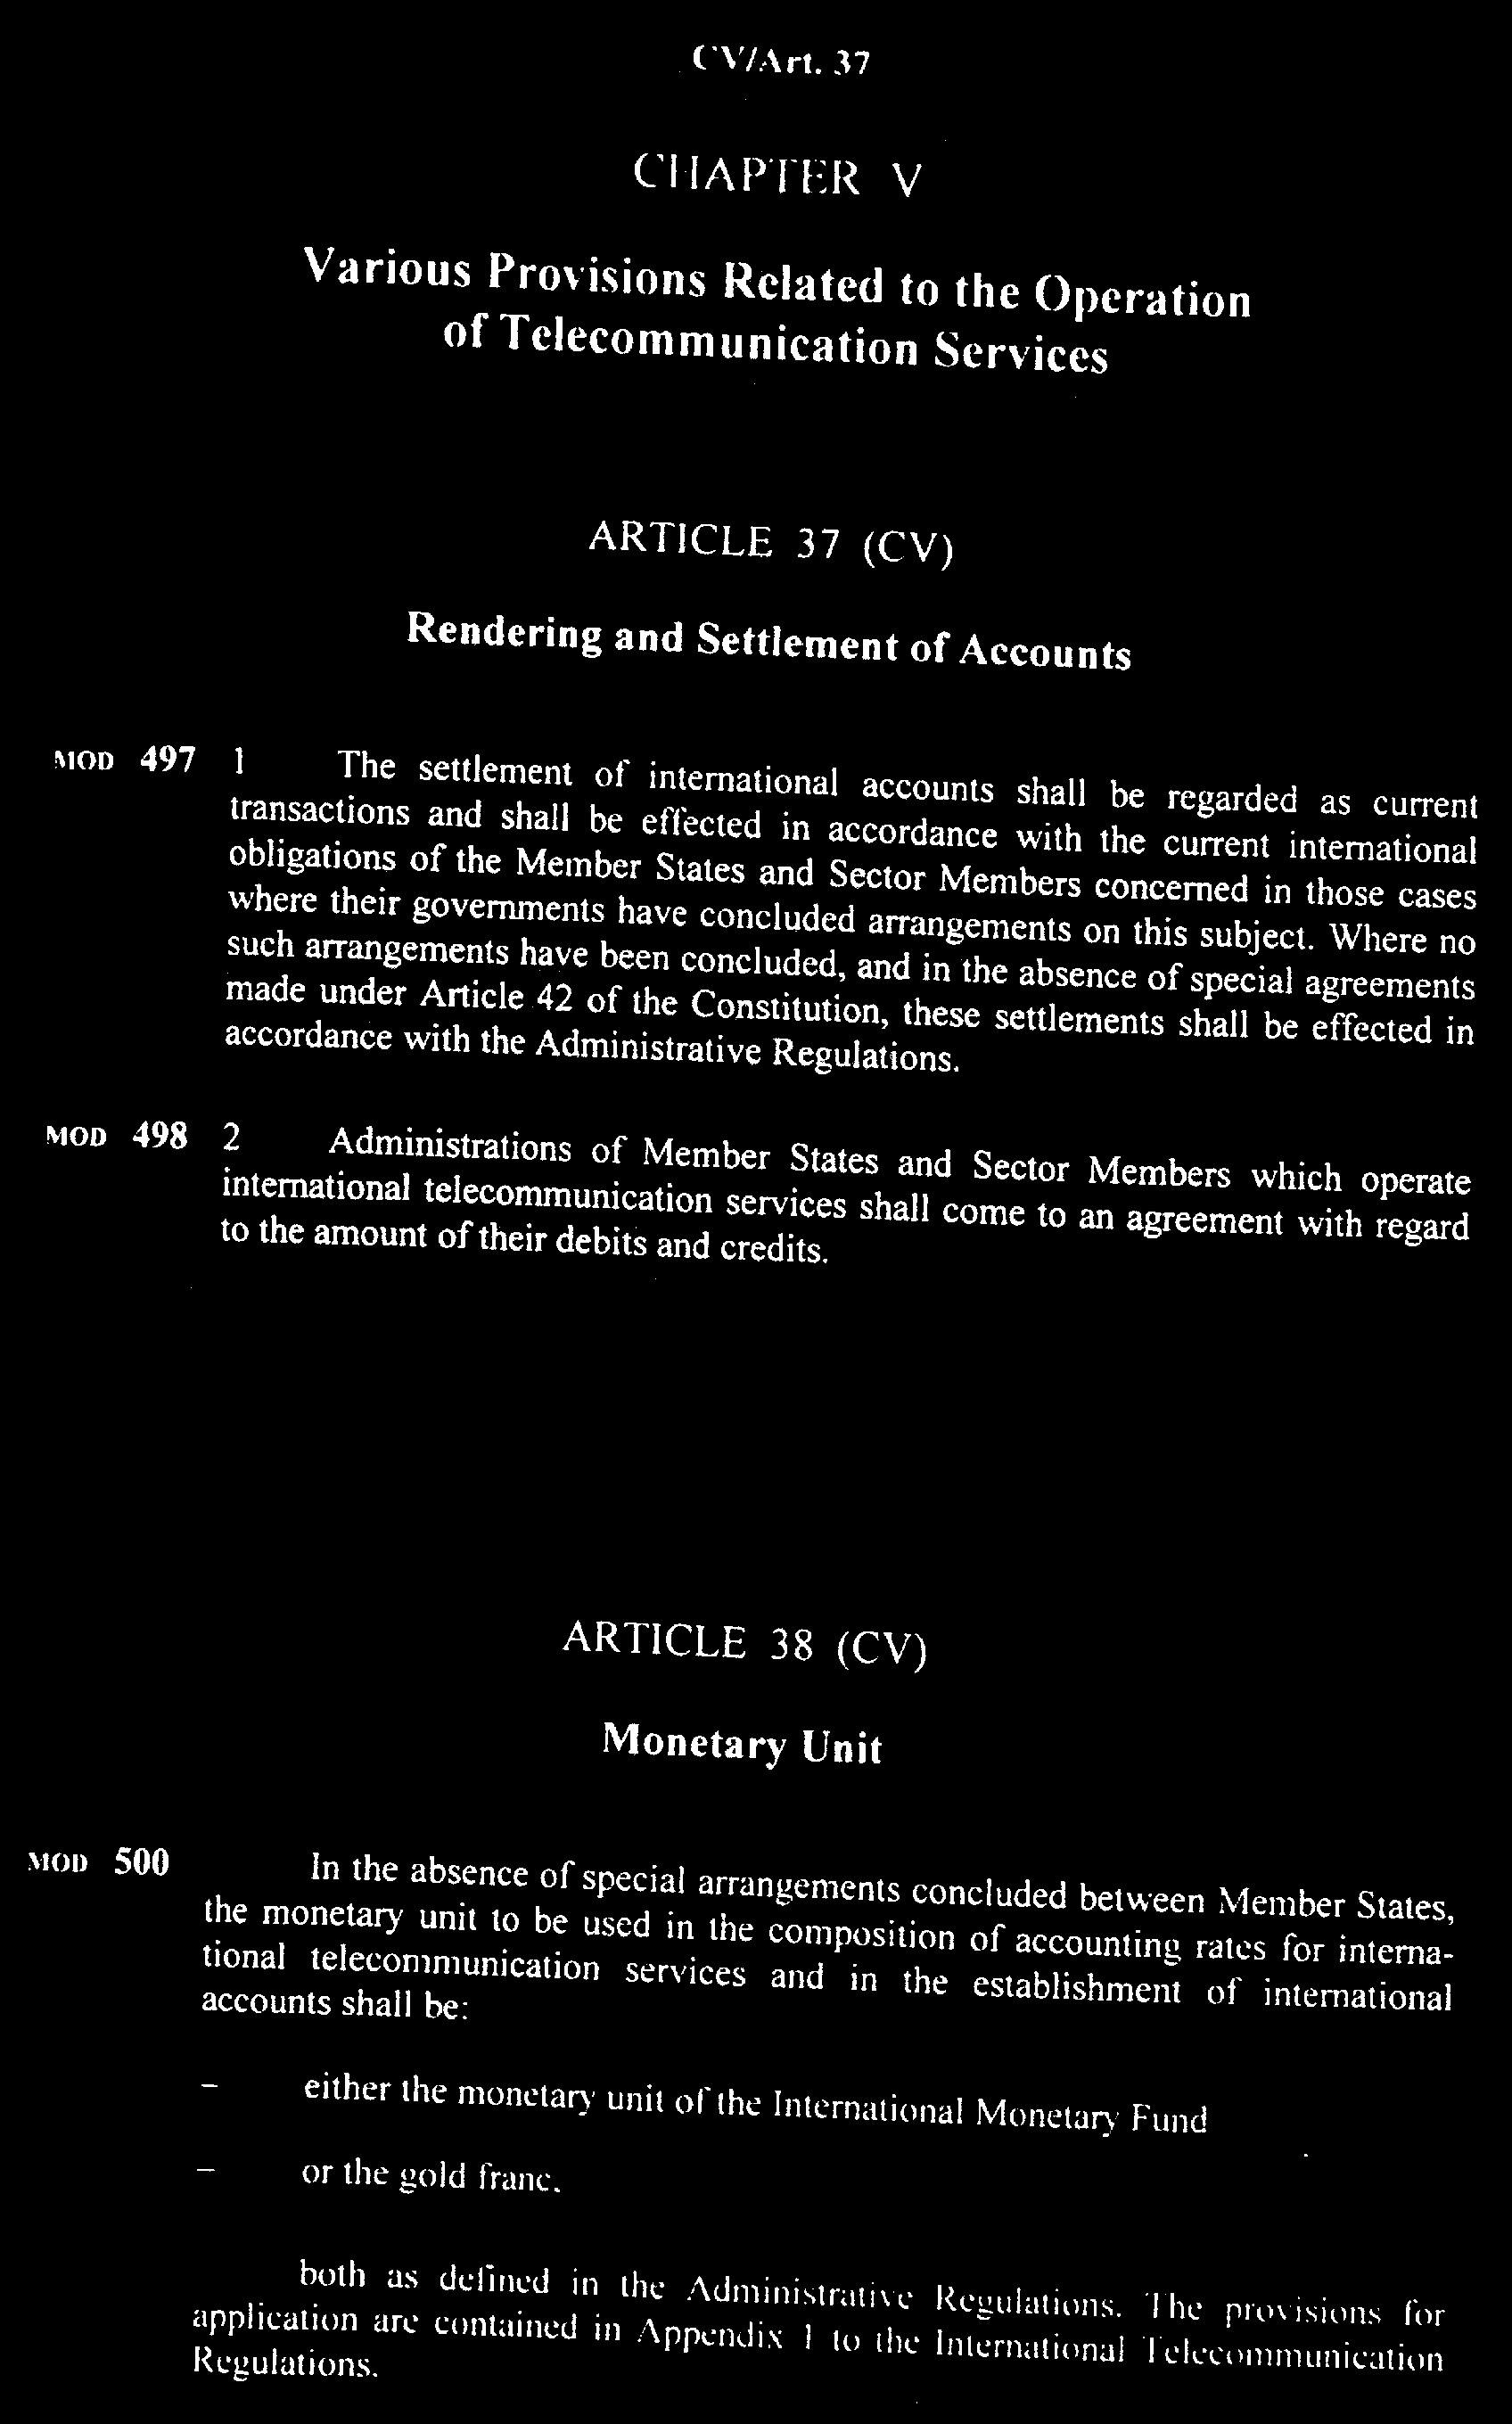 CV/Art. 37
CHAPTER V
Various Provisions Related to the Operation
of Telecommunication Services
ARTICLE 37 (CV)
Rendering and Settlement of Accounts
MOD 497 1 The settlement of international accounts shall be regarded as current
transactions and shall be effected in accordance with the current international
obligations of the Member States and Sector Members concerned in those cases
where their governments have concluded arrangements on this subject. Where no
such arrangements have been concluded, and in the absence of special agreements
made under Article 42 of the Constitution, these settlements shall be effected in
accordance with the Administrative Regulations.
MOD 498 2 Administrations of Member States and Sector Members which operate
international telecommunication services shall come to an agreement with regard
to the amount of their debits and credits.
ARTICLE 38 (CV)
Monetary Unit
MOD 500 In the absence of special arrangements concluded between Member States,
the monetary unit to be used in the composition of accounting rates for interna-
tional telecommunication services and in the establishment of international
accounts shall be:
– either the monetary unit of the International Monetary Fund
– or the gold franc.
both as defined in the Administrative Regulations. The provisions for
application are contained in Appendix 1 to the International Telecommunication
Regulations.